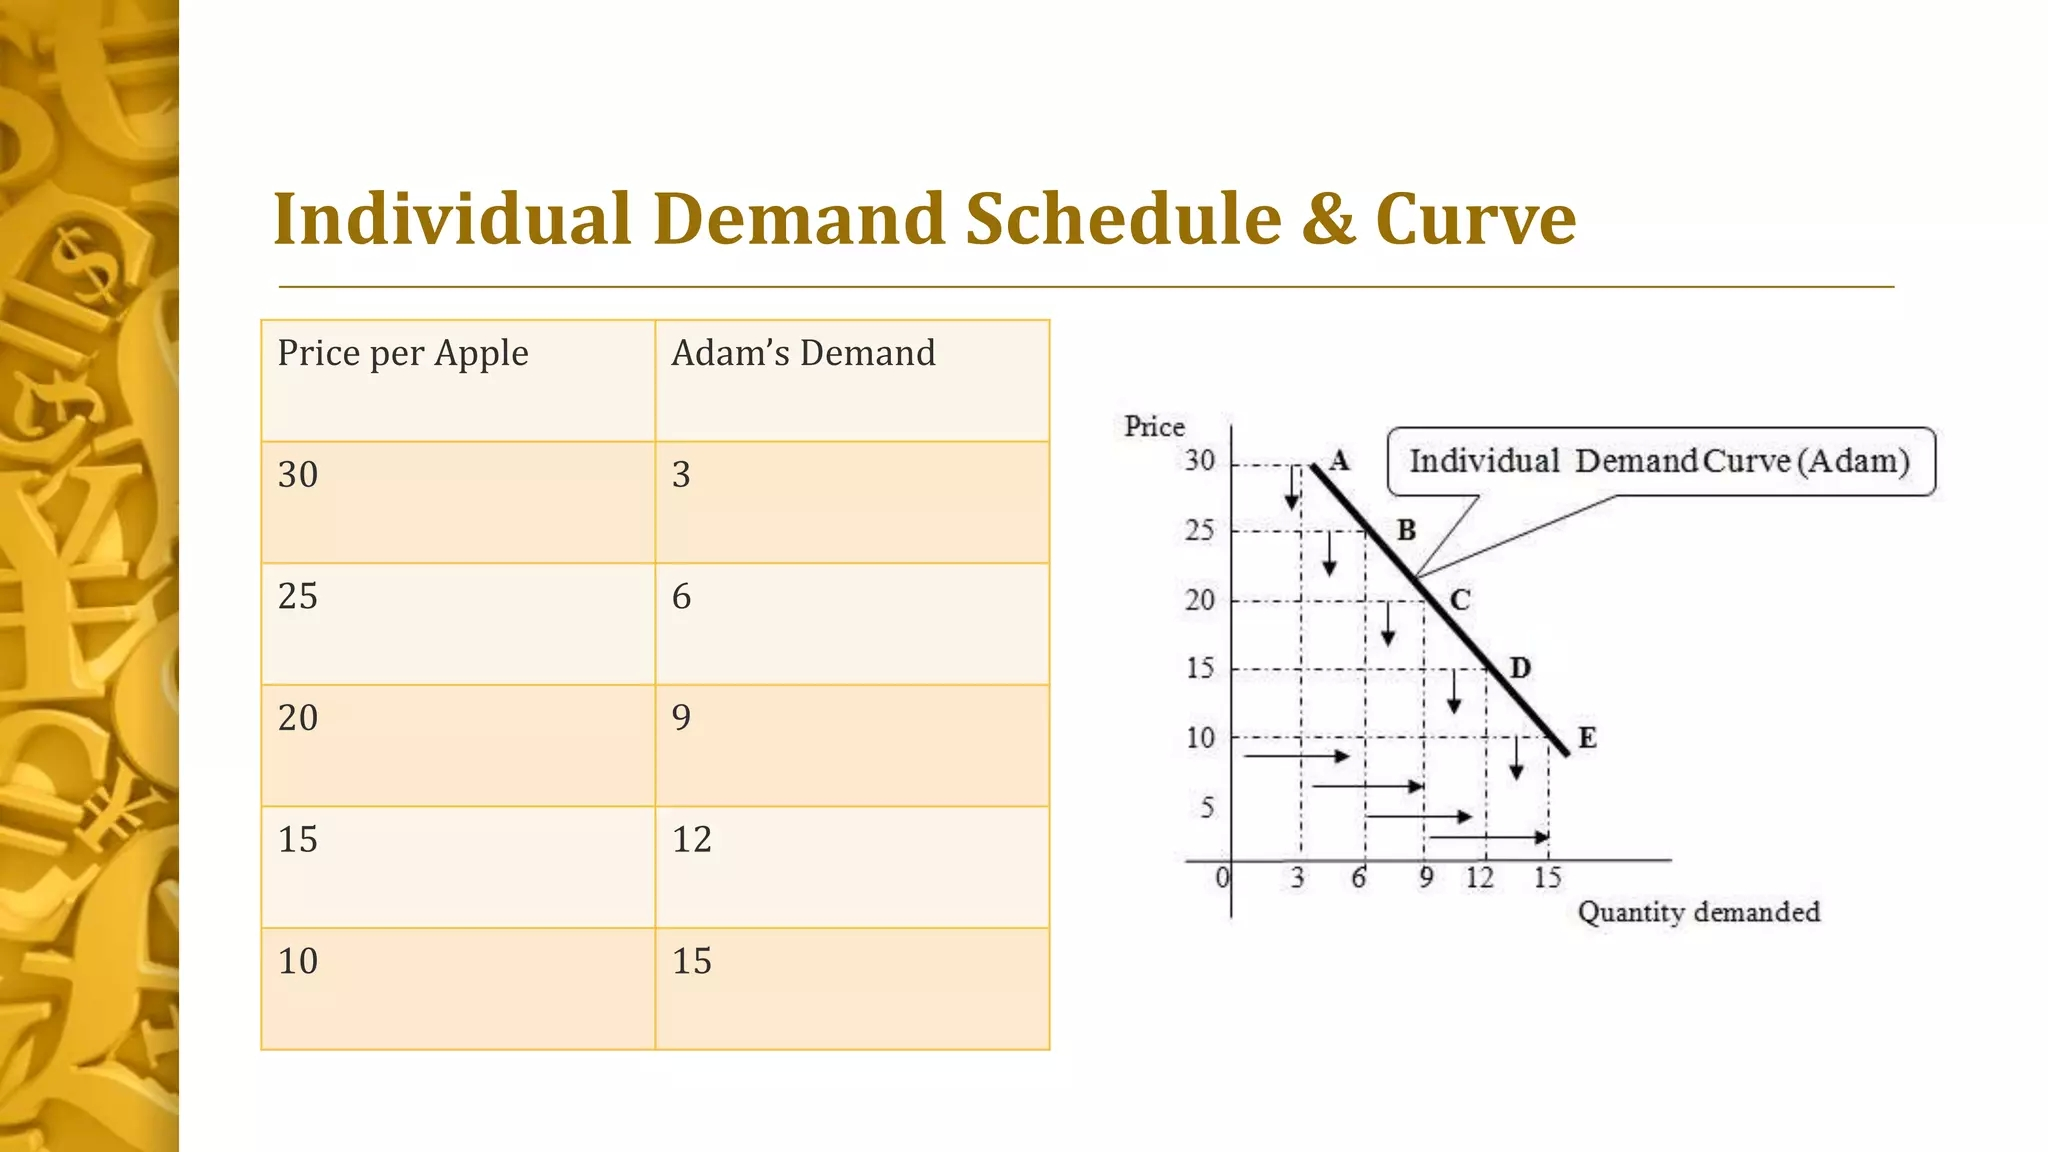 Individual Demand Schedule & Curve
Price per Apple Adam’s Demand
30 3
25 6
20 9
15 12
10 15
Price
30 A Individual Demand Curve (Adam)
25 B
20 C
15 D
10 E
5
0 3 6 9 12 15
Quantity demanded